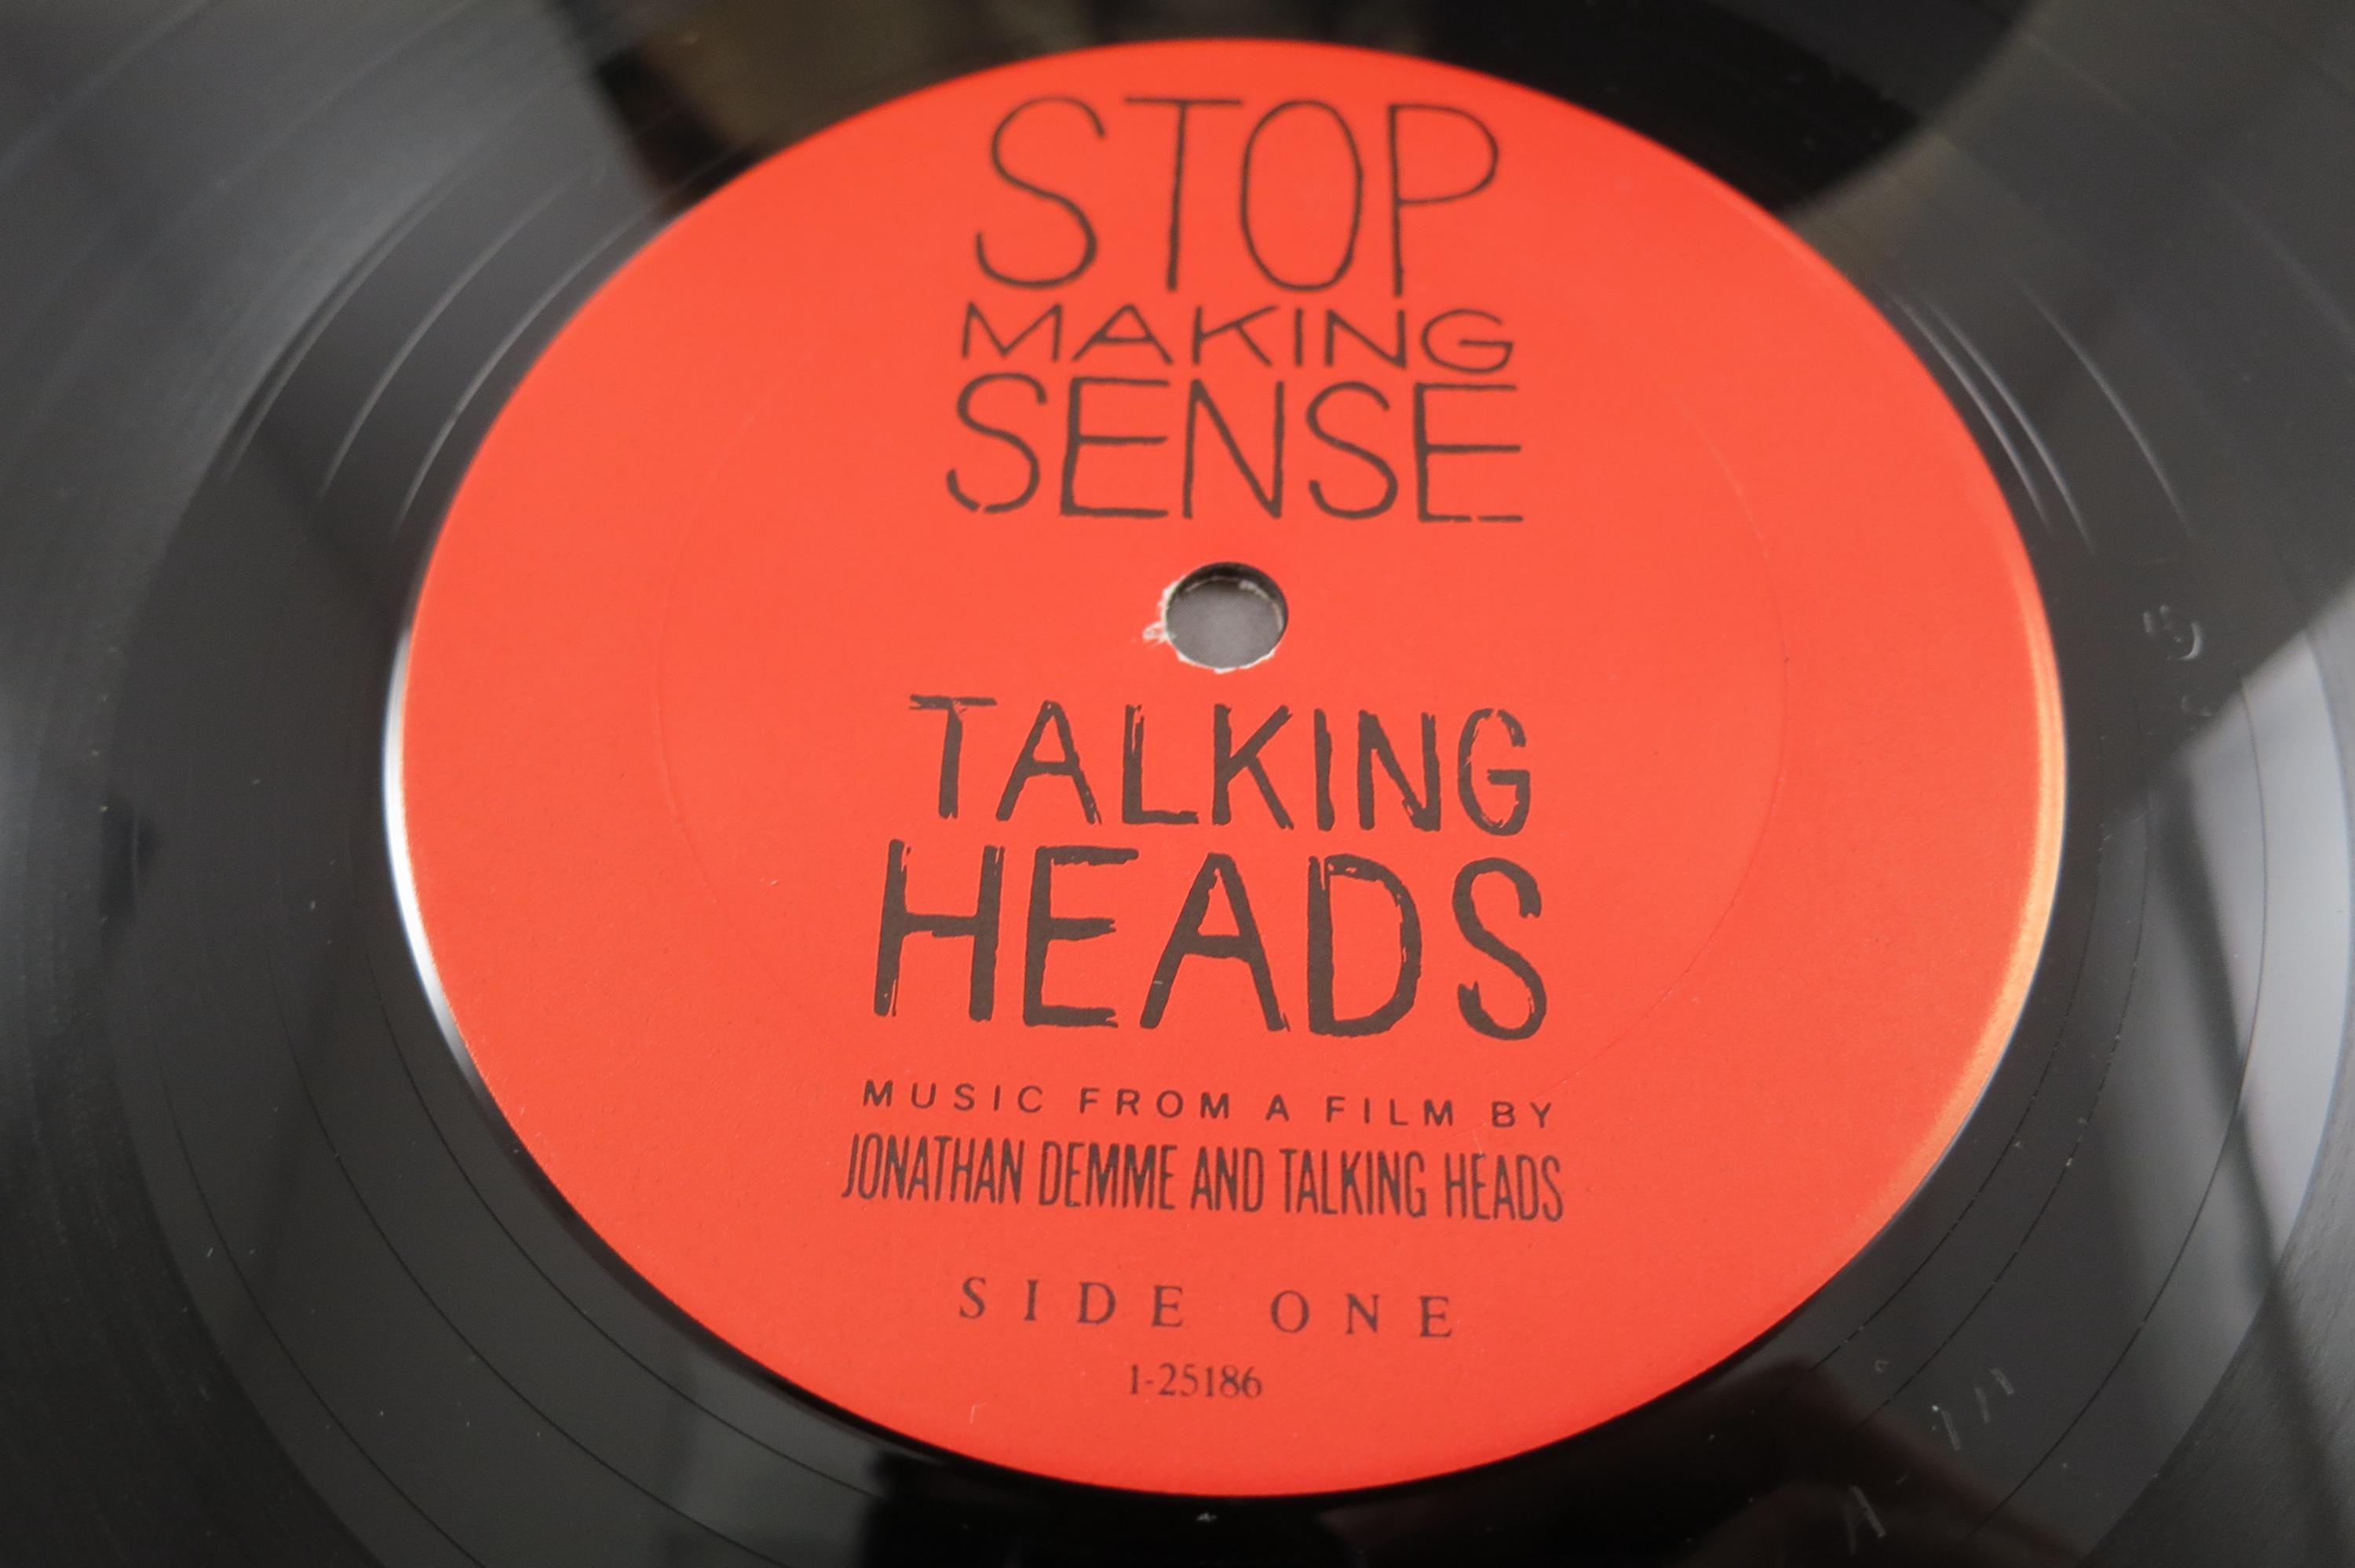 STOP
MAKING
SENSE
TALKING
HEADS
MUSIC FROM A FILM BY
JONATHAN DEMME AND TALKING HEADS
SIDE ONE
1-25186